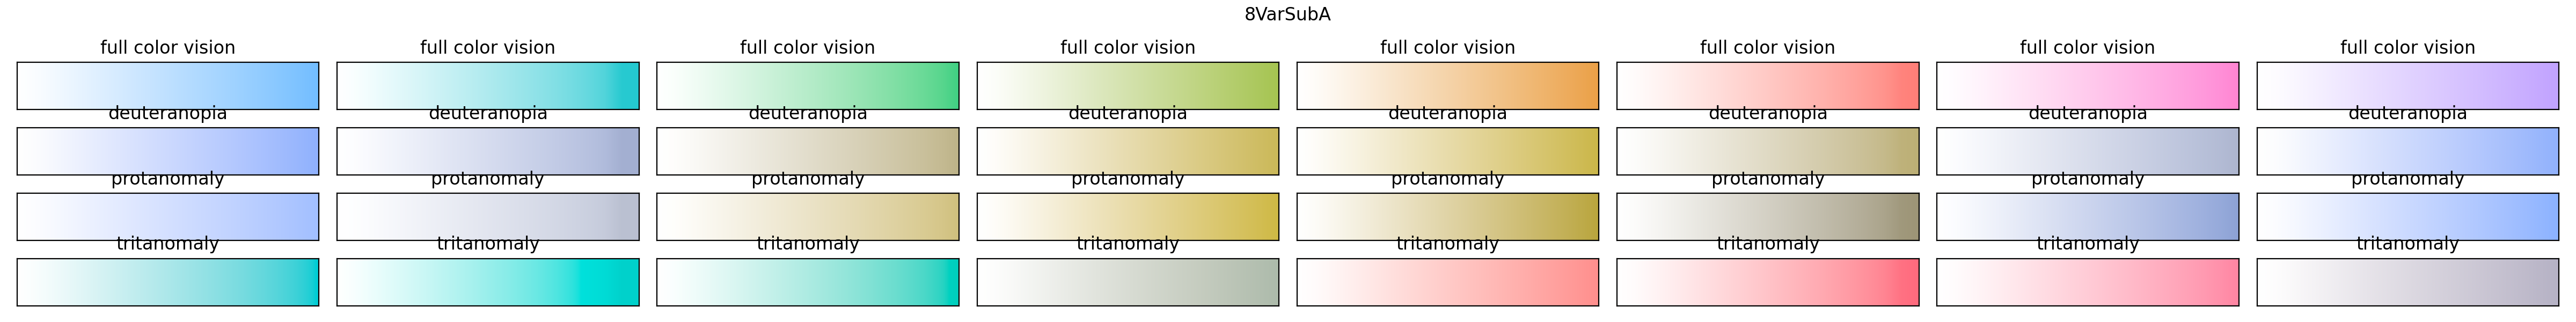 8VarSubA
full color vision full color vision full color vision full color vision full color vision full color vision full color vision full color vision
deuteranopia deuteranopia deuteranopia deuteranopia deuteranopia deuteranopia deuteranopia deuteranopia
protanomaly protanomaly protanomaly protanomaly protanomaly protanomaly protanomaly protanomaly
tritanomaly tritanomaly tritanomaly tritanomaly tritanomaly tritanomaly tritanomaly tritanomaly